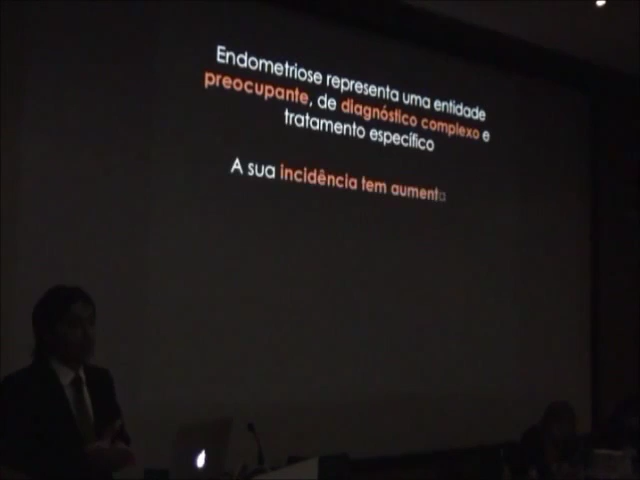 Endometriose representa uma entidade
preocupante, de diagnóstico complexo e
tratamento específico
A sua incidência tem aumenta